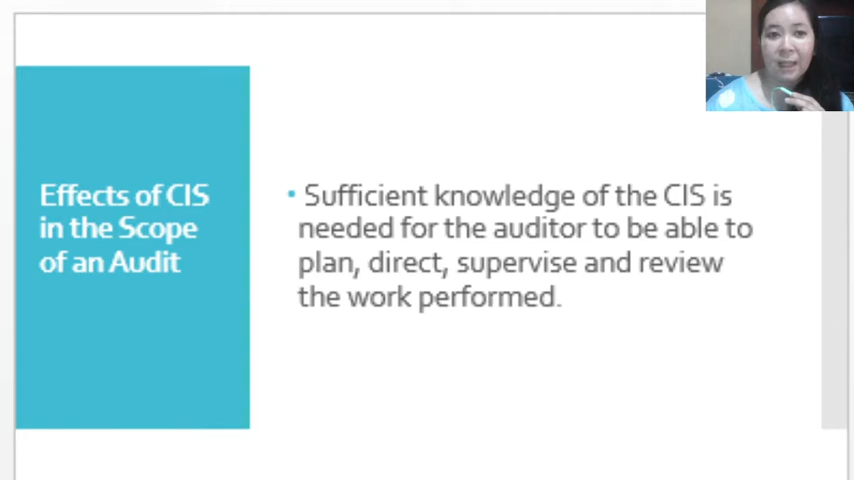 Effects of CIS
in the Scope
of an Audit
• Sufficient knowledge of the CIS is
needed for the auditor to be able to
plan, direct, supervise and review
the work performed.